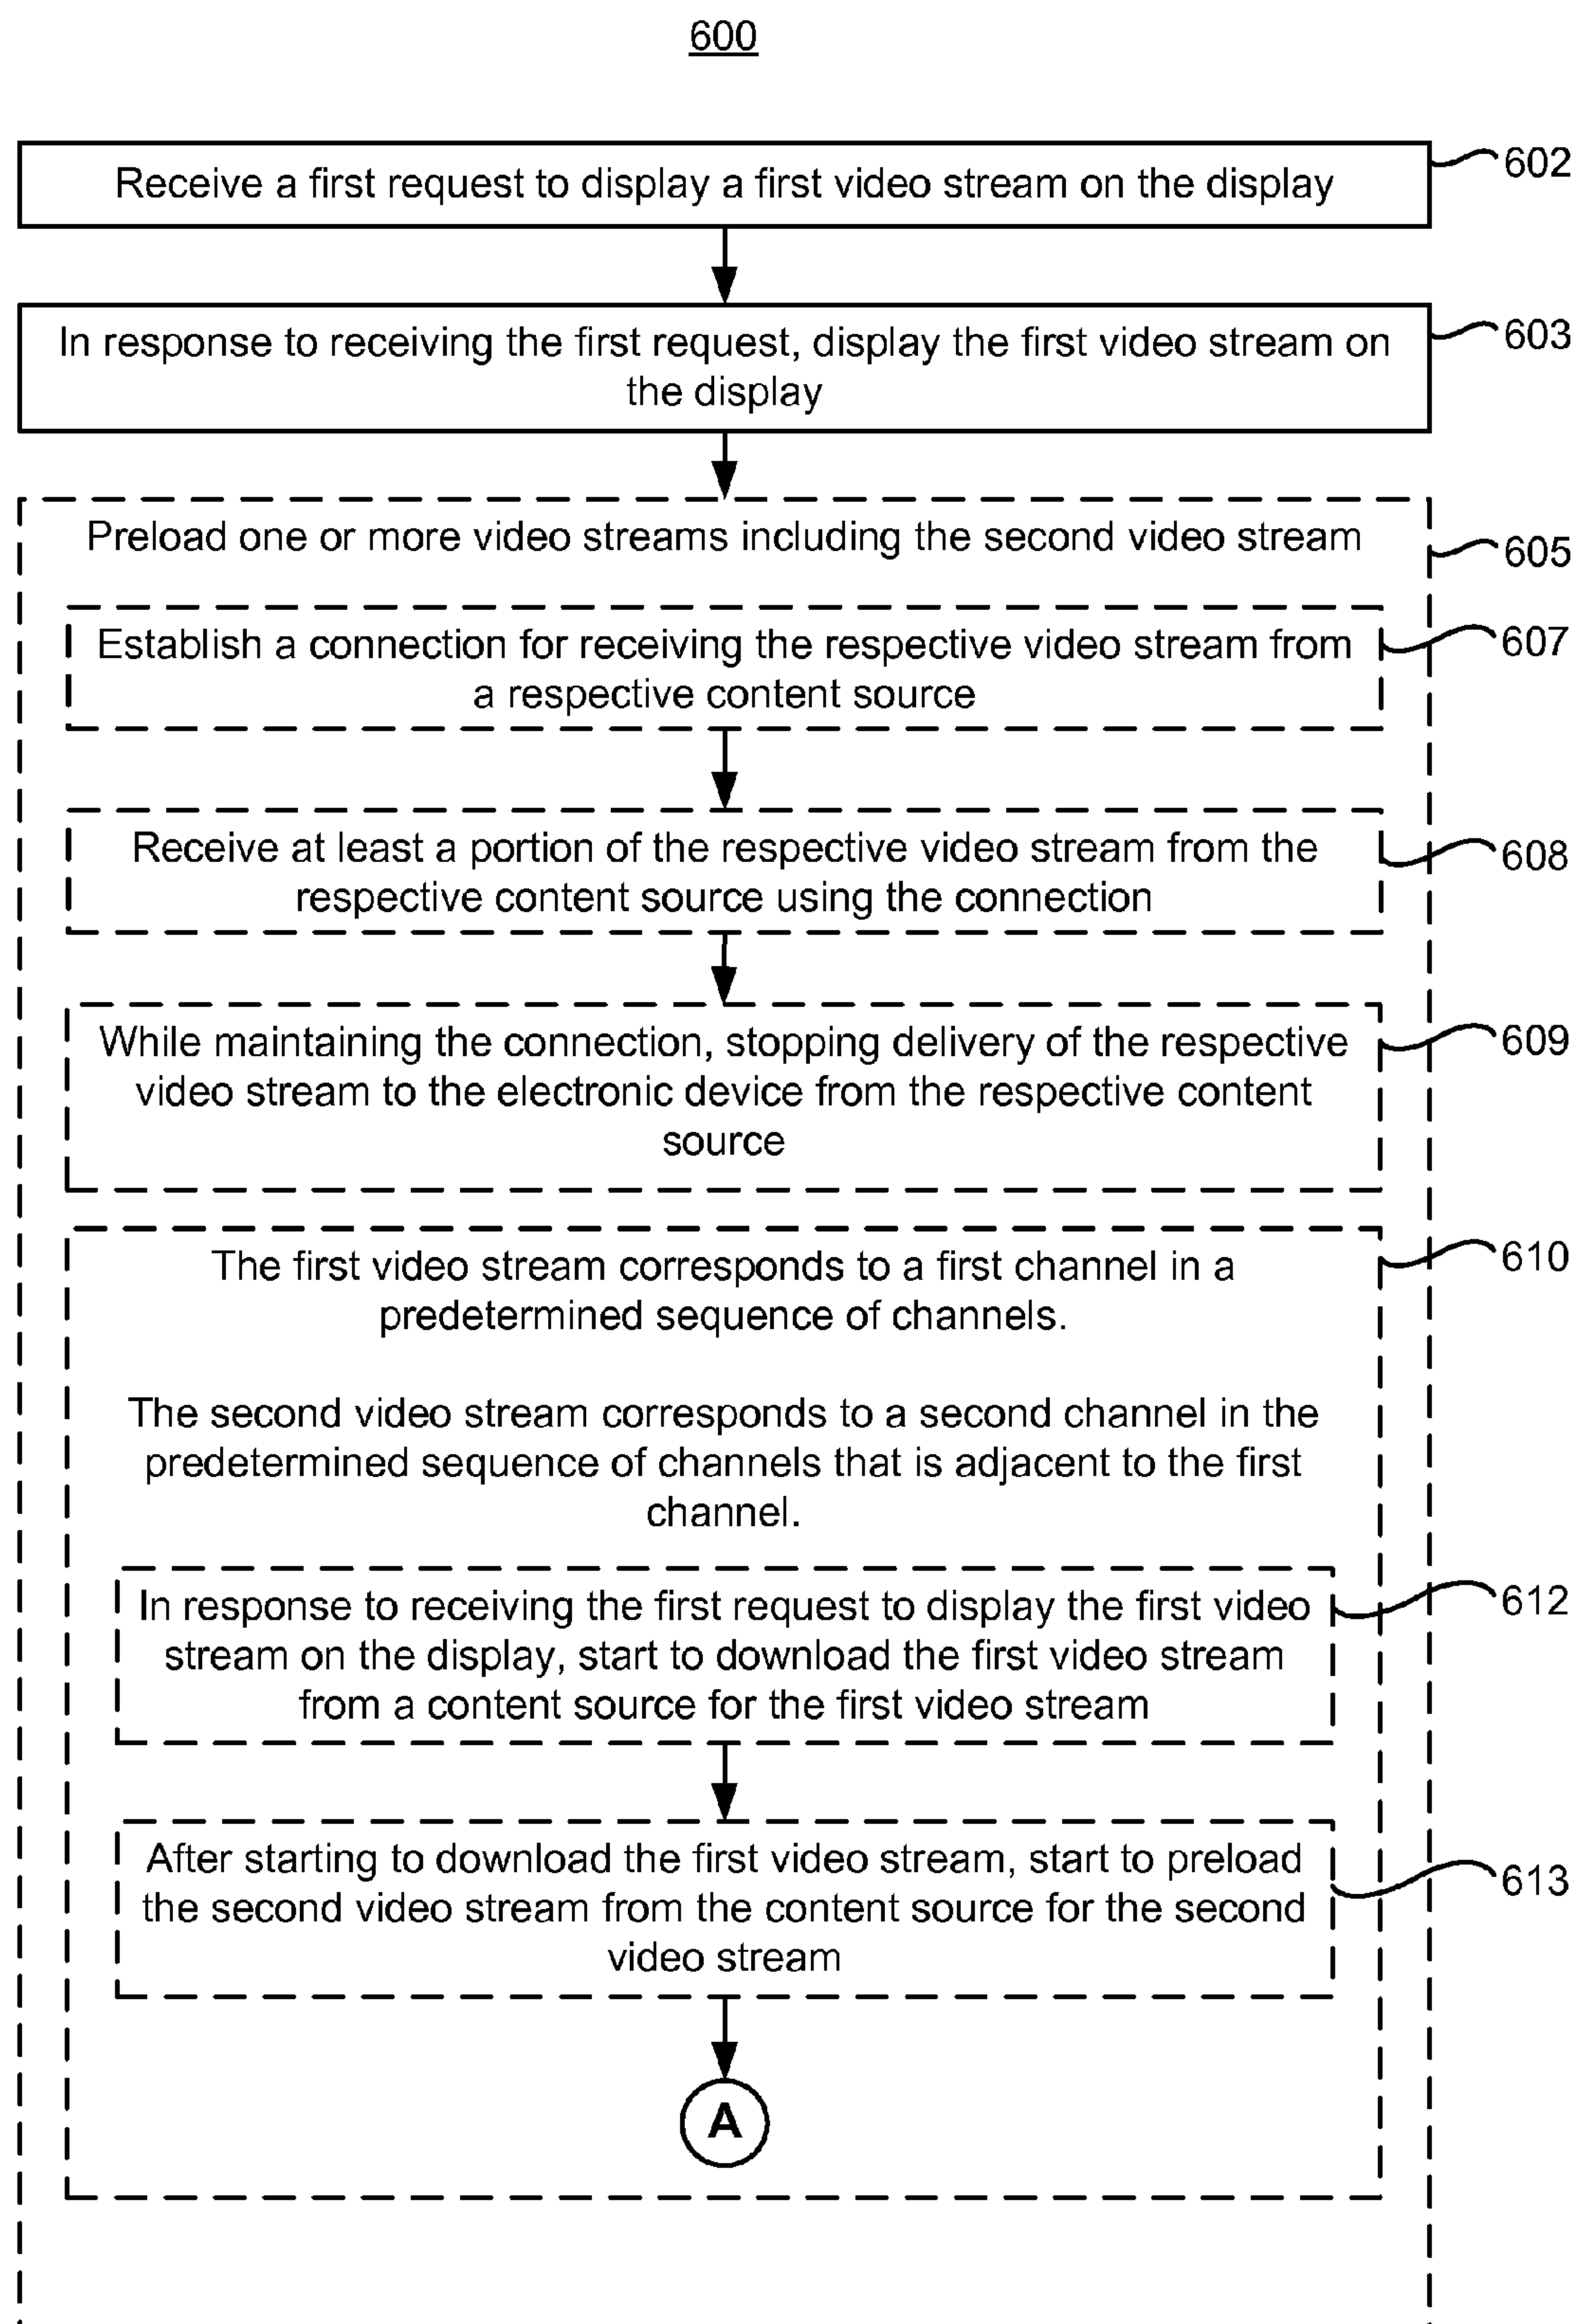 600
Receive a first request to display a first video stream on the display
602
In response to receiving the first request, display the first video stream on
the display
603
Preload one or more video streams including the second video stream
605
Establish a connection for receiving the respective video stream from
a respective content source
607
Receive at least a portion of the respective video stream from the
respective content source using the connection
608
While maintaining the connection, stopping delivery of the respective
video stream to the electronic device from the respective content
source
609
The first video stream corresponds to a first channel in a
predetermined sequence of channels.
610
The second video stream corresponds to a second channel in the
predetermined sequence of channels that is adjacent to the first
channel.
In response to receiving the first request to display the first video
stream on the display, start to download the first video stream
from a content source for the first video stream
612
After starting to download the first video stream, start to preload
the second video stream from the content source for the second
video stream
613
A